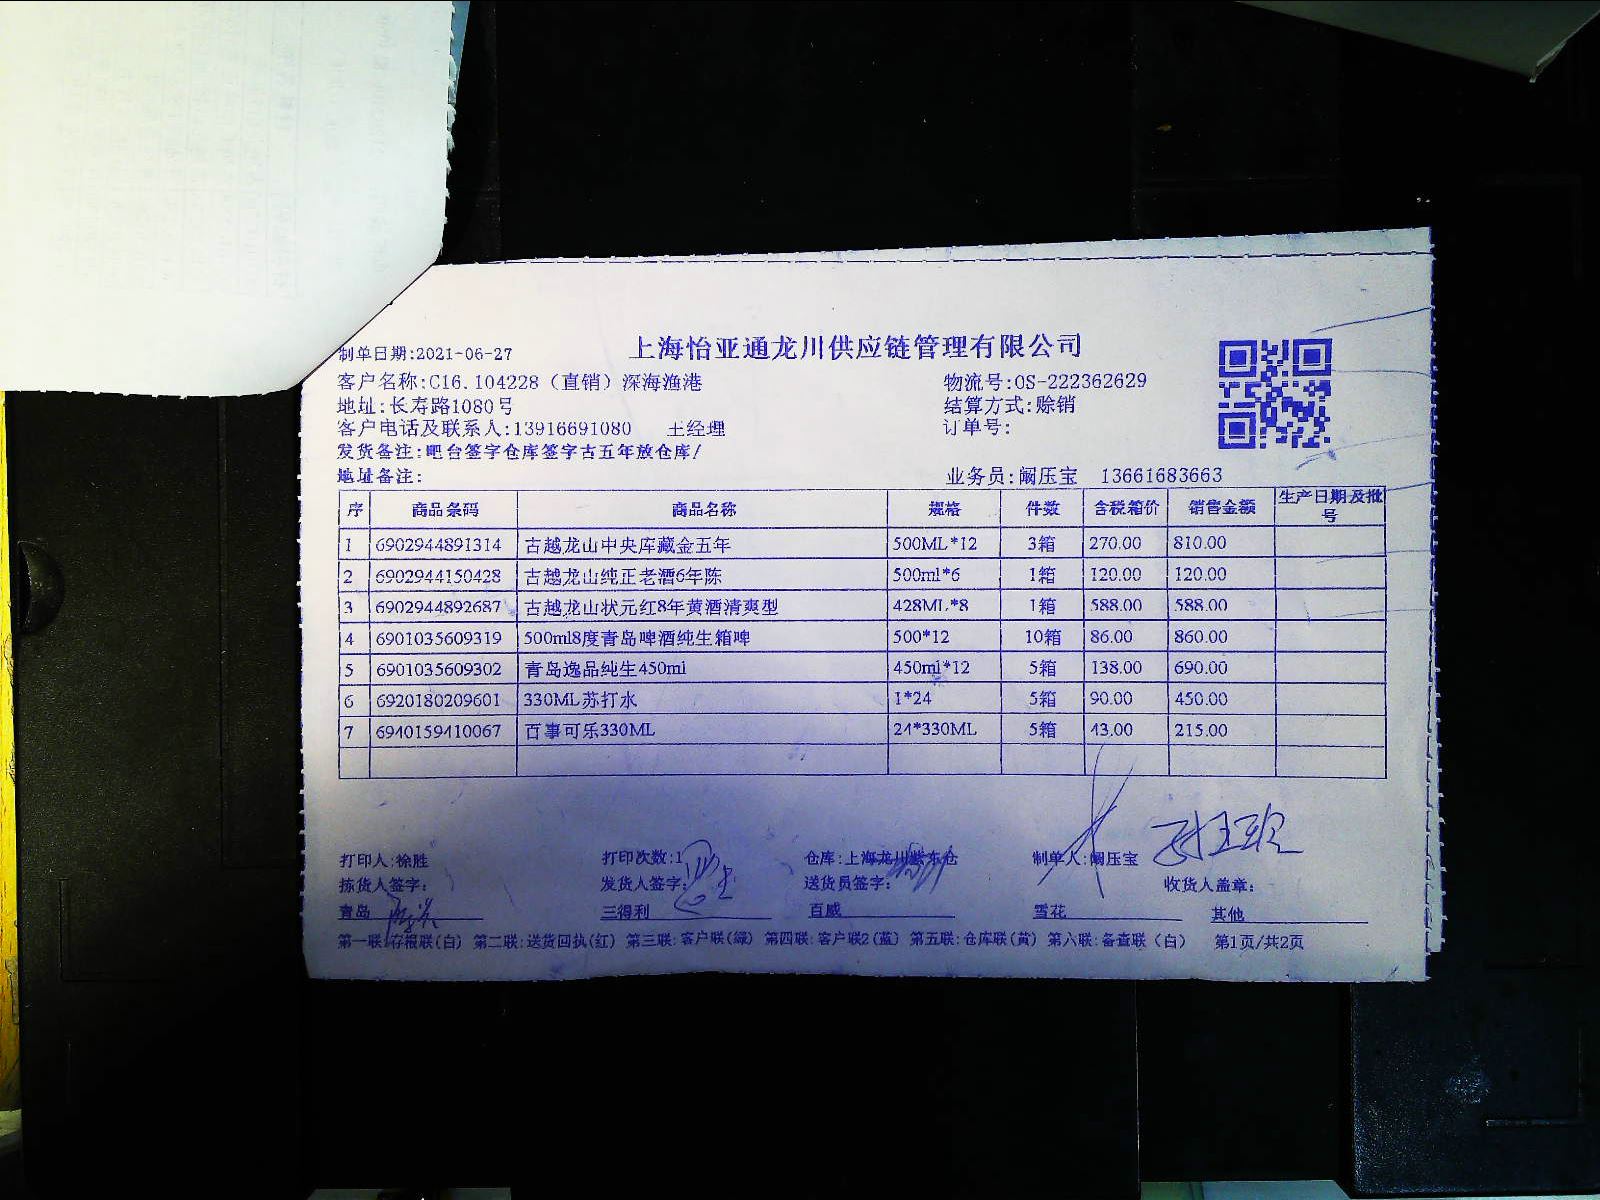 上海怡亚通龙川供应链管理有限公司
制单日期:2021-06-27
客户名称:C16.104228（直销）深海渔港 物流号:OS-222362629
地址:长寿路1080号 结算方式:赊销
客户电话及联系人:13916691080 王经理 订单号:
发货备注:吧台签字仓库签字古五年放仓库/
地址备注: 业务员:阚压宝 13661683663
序 商品条码 商品名称 规格 件数 含税箱价 销售金额 生产日期及批号
1 6902944891314 古越龙山中央库藏金五年 500ML*12 3箱 270.00 810.00
2 6902944150428 古越龙山纯正老酒6年陈 500ml*6 1箱 120.00 120.00
3 6902944892687 古越龙山状元红8年黄酒清爽型 428ML*8 1箱 588.00 588.00
4 6901035609319 500ml8度青岛啤酒纯生箱啤 500*12 10箱 86.00 860.00
5 6901035609302 青岛逸品纯生450ml 450ml*12 5箱 138.00 690.00
6 6920180209601 330ML苏打水 1*24 5箱 90.00 450.00
7 6940159410067 百事可乐330ML 24*330ML 5箱 43.00 215.00
打印人:徐胜 打印次数:1 仓库:上海龙川紫东仓 制单人:阚压宝
拣货人签字: 发货人签字: 送货员签字: 收货人盖章:
青岛 三得利 百威 雪花 其他
第一联:存根联(白) 第二联:送货回执(红) 第三联:客户联(绿) 第四联:客户联2(蓝) 第五联:仓库联(黄) 第六联:备查联（白） 第1页/共2页